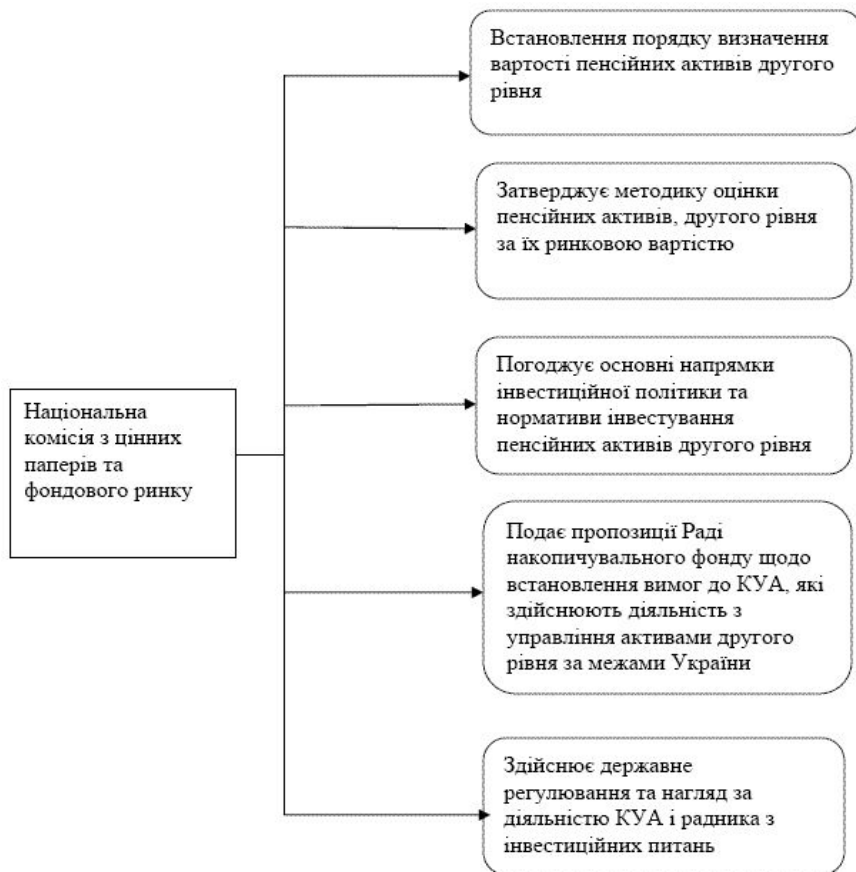 Національна
комісія з цінних
паперів та
фондового ринку
Встановлення порядку визначення
вартості пенсійних активів другого
рівня
Затверджує методику оцінки
пенсійних активів, другого рівня
за їх ринковою вартістю
Погоджує основні напрямки
інвестиційної політики та
нормативи інвестування
пенсійних активів другого рівня
Подає пропозиції Раді
накопичувального фонду щодо
встановлення вимог до КУА, які
здійснюють діяльність з
управління активами другого
рівня за межами України
Здійснює державне
регулювання та нагляд за
діяльністю КУА і радника з
інвестиційних питань